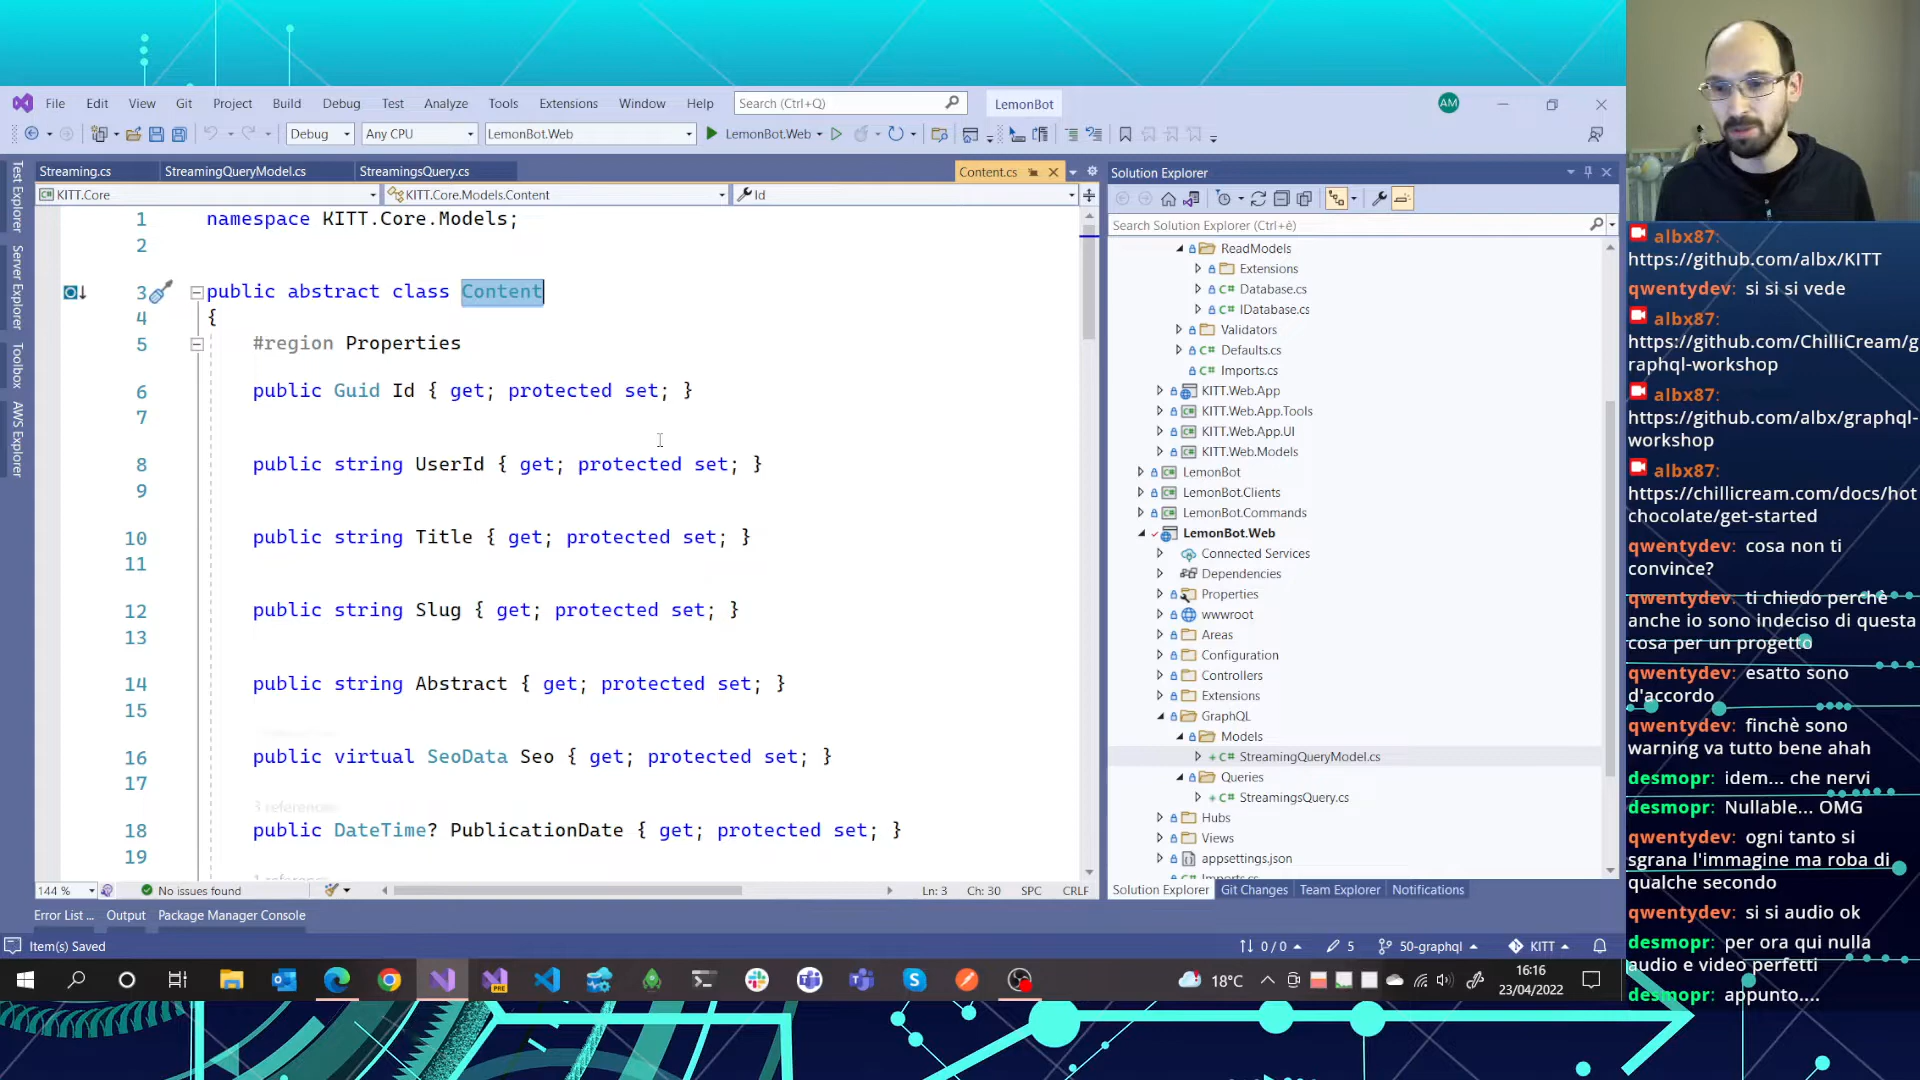 File Edit View Git Project Build Debug Test Analyze Tools Extensions Window Help Search (Ctrl+Q) LemonBot AM
Debug Any CPU LemonBot.Web LemonBot.Web
Test Explorer
Server Explorer
Toolbox
AWS Explorer
Streaming.cs StreamingQueryModel.cs StreamingsQuery.cs Content.cs
KITT.Core KITT.Core.Models.Content Id
1 namespace KITT.Core.Models;
2
3 public abstract class Content
4 {
5 #region Properties
6 public Guid Id { get; protected set; }
7
8 public string UserId { get; protected set; }
9
10 public string Title { get; protected set; }
11
12 public string Slug { get; protected set; }
13
14 public string Abstract { get; protected set; }
15
16 public virtual SeoData Seo { get; protected set; }
17
3 references
18 public DateTime? PublicationDate { get; protected set; }
19
144 % No issues found Ln: 3 Ch: 30 SPC CRLF
Error List ... Output Package Manager Console
Item(s) Saved 0 / 0 5 50-graphql KITT
Solution Explorer
Search Solution Explorer (Ctrl+è)
ReadModels
Extensions
C# Database.cs
C# IDatabase.cs
Validators
C# Defaults.cs
C# Imports.cs
KITT.Web.App
KITT.Web.App.Tools
KITT.Web.App.UI
KITT.Web.Models
LemonBot
LemonBot.Clients
LemonBot.Commands
LemonBot.Web
Connected Services
Dependencies
Properties
wwwroot
Areas
Configuration
Controllers
Extensions
GraphQL
Models
C# StreamingQueryModel.cs
Queries
C# StreamingsQuery.cs
Hubs
Views
appsettings.json
Imports.cs
Solution Explorer Git Changes Team Explorer Notifications
PRE
18°C
16:16
23/04/2022
albx87:
https://github.com/albx/KITT
qwentydev: si si si vede
albx87:
https://github.com/ChilliCream/g
raphql-workshop
albx87:
https://github.com/albx/graphql-
workshop
albx87:
https://chillicream.com/docs/hot
chocolate/get-started
qwentydev: cosa non ti
convince?
qwentydev: ti chiedo perchè
anche io sono indeciso di questa
cosa per un progetto
qwentydev: esatto sono
d'accordo
qwentydev: finchè sono
warning va tutto bene ahah
desmopr: idem... che nervi
desmopr: Nullable... OMG
qwentydev: ogni tanto si
sgrana l'immagine ma roba di
qualche secondo
qwentydev: si si audio ok
desmopr: per ora qui nulla
audio e video perfetti
desmopr: appunto....